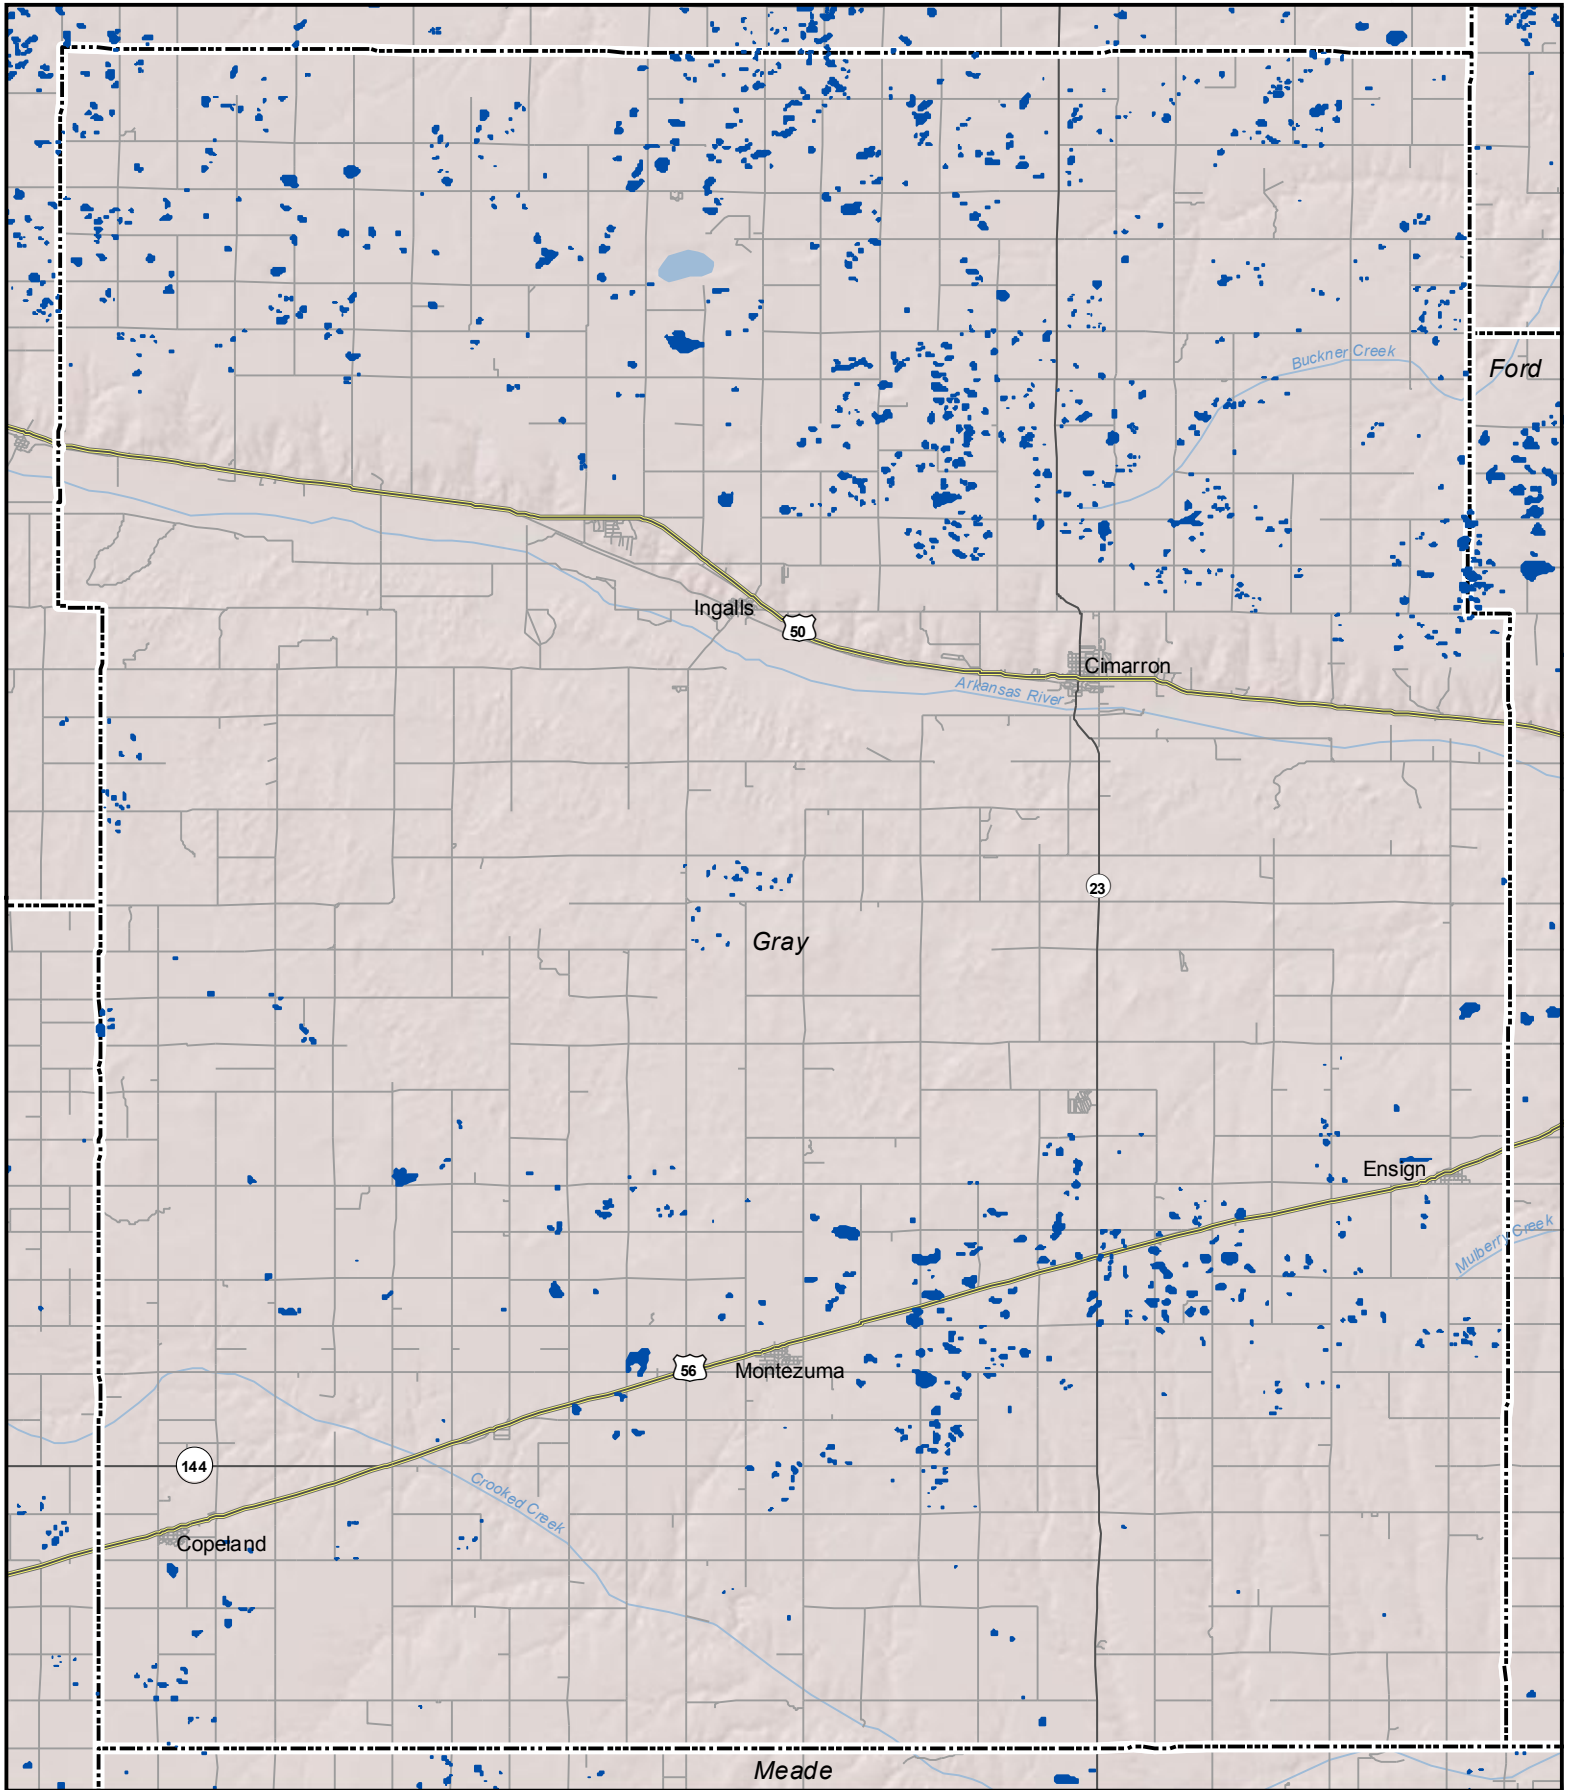 Buckner Creek
Ford
Ingalls
50
Cimarron
Arkansas River
23
Gray
Ensign
Mulberry Creek
56
Montezuma
144
Crooked Creek
Copeland
Meade